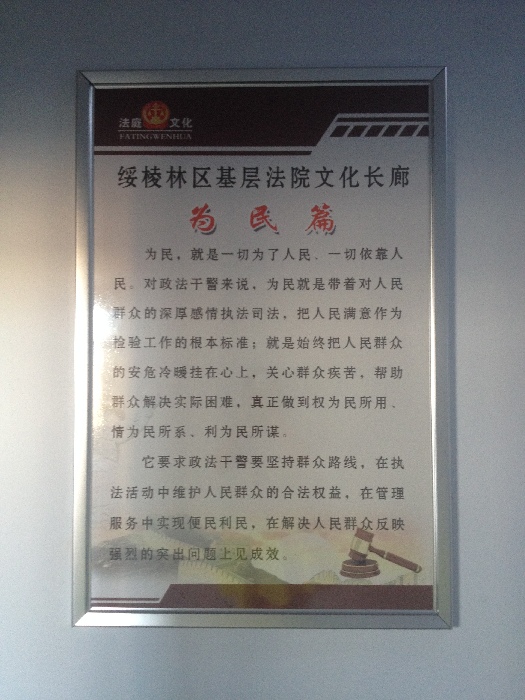 法庭 文化
FATINGWENHUA
绥棱林区基层法院文化长廊
为民篇
为民，就是一切为了人民、一切依靠人
民。对政法干警来说，为民就是带着对人民
群众的深厚感情执法司法，把人民满意作为
检验工作的根本标准；就是始终把人民群众
的安危冷暖挂在心上，关心群众疾苦，帮助
群众解决实际困难，真正做到权为民所用、
情为民所系、利为民所谋。
它要求政法干警要坚持群众路线，在执
法活动中维护人民群众的合法权益，在管理
服务中实现便民利民，在解决人民群众反映
强烈的突出问题上见成效。